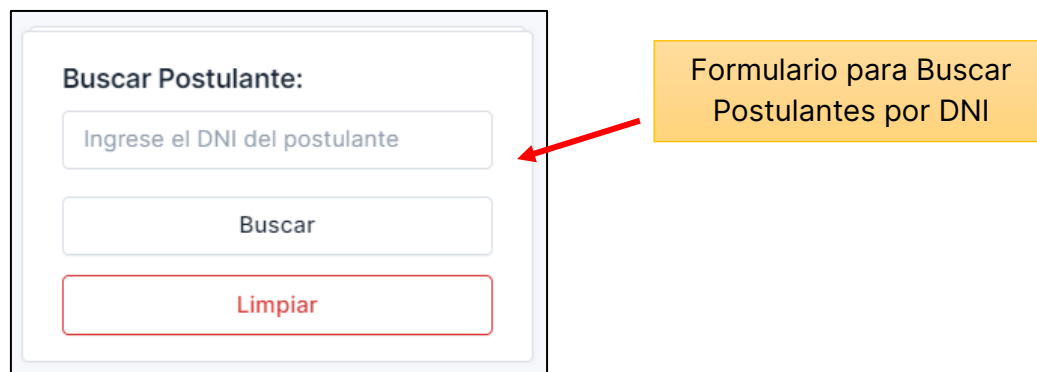 Buscar Postulante:
Ingrese el DNI del postulante
Buscar
Limpiar
Formulario para Buscar
Postulantes por DNI